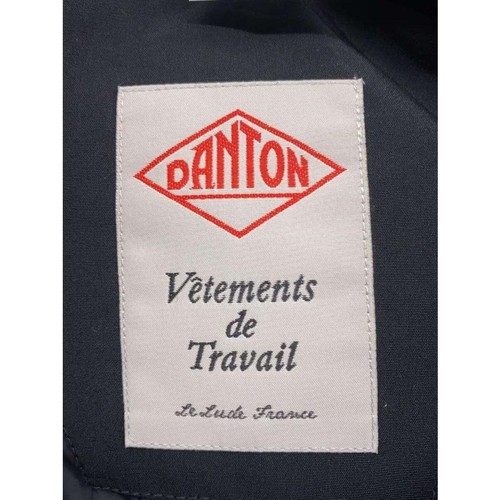 DANTON
Vêtements
de
Travail
Le Lude France